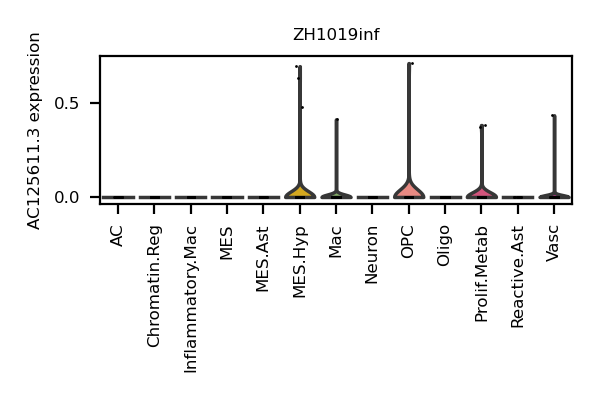 ZH1019inf
AC125611.3 expression
0.5
0.0
AC
Chromatin.Reg
Inflammatory.Mac
MES
MES.Ast
MES.Hyp
Mac
Neuron
OPC
Oligo
Prolif.Metab
Reactive.Ast
Vasc